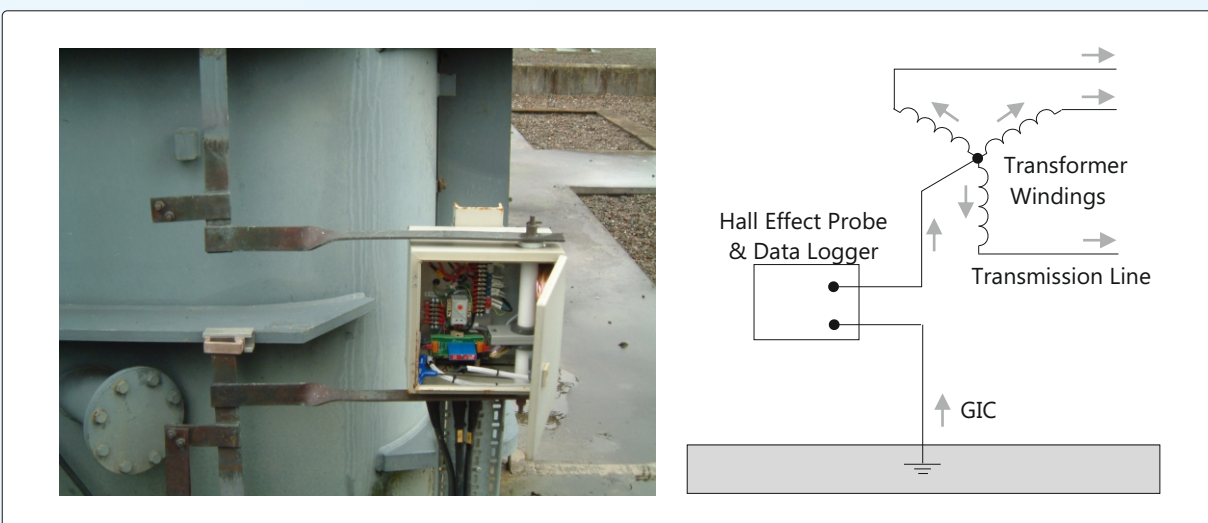 Hall Effect Probe
& Data Logger
Transformer
Windings
Transmission Line
GIC